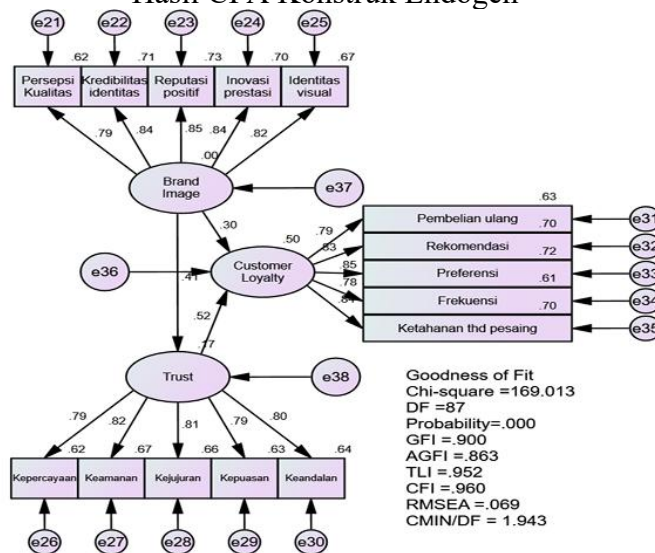 Hasil CFA Konstruk Endogen
e21 e22 e23 e24 e25
.62 .71 .73 .70 .67
Persepsi Kredibilitas Reputasi Inovasi Identitas
Kualitas identitas positif prestasi visual
.79 .84 .85 .84 .82
.00
Brand
Image
e37
.30
.63
Pembelian ulang
e31
.79
.70
Rekomendasi
e32
.83
.72
Preferensi
e33
.85
.61
Frekuensi
e34
.78
.70
Ketahanan thd pesaing
e35
.50
Customer
Loyalty
e36
.41
.52
.17
Trust
e38
.79 .82 .81 .79 .80
.62 .67 .66 .63 .64
Kepercayaan Keamanan Kejujuran Kepuasan Keandalan
e26 e27 e28 e29 e30
Goodness of Fit
Chi-square =169.013
DF =87
Probability=.000
GFI =.900
AGFI =.863
TLI =.952
CFI =.960
RMSEA =.069
CMIN/DF = 1.943